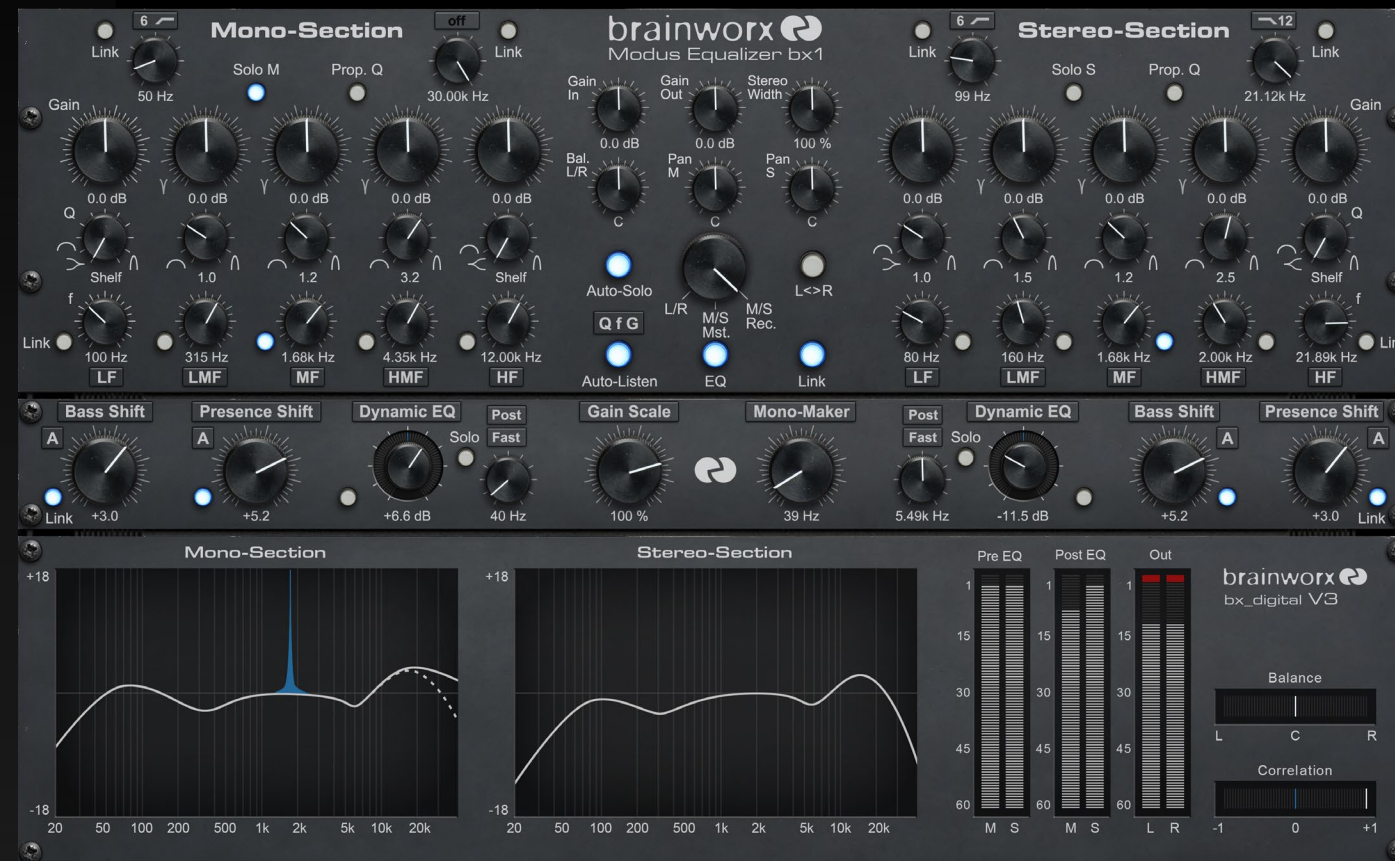 6 off 6 12
Mono-Section brainworx Stereo-Section
Link Link Modus Equalizer bx1 Link Link
Solo M Prop. Q Solo S Prop. Q
50 Hz 30.00k Hz Gain In Gain Out Stereo Width 99 Hz 21.12k Hz
Gain Gain
0.0 dB 0.0 dB 100 %
Bal. L/R Pan M Pan S
0.0 dB 0.0 dB 0.0 dB 0.0 dB 0.0 dB 0.0 dB 0.0 dB 0.0 dB 0.0 dB 0.0 dB
Q C C C Q
Shelf 1.0 1.2 3.2 Shelf 1.0 1.5 1.2 2.5 Shelf
Auto-Solo L<>R
f L/R M/S Mst. M/S Rec. f
Q f G
Link Link
100 Hz 315 Hz 1.68k Hz 4.35k Hz 12.00k Hz 80 Hz 160 Hz 1.68k Hz 2.00k Hz 21.89k Hz
LF LMF MF HMF HF Auto-Listen EQ Link LF LMF MF HMF HF
Bass Shift Presence Shift Dynamic EQ Post Gain Scale Mono-Maker Post Dynamic EQ Bass Shift Presence Shift
A A Solo Fast Fast Solo A A
Link +3.0 +5.2 +6.6 dB 40 Hz 100 % 39 Hz 5.49k Hz -11.5 dB +5.2 +3.0 Link
Mono-Section Stereo-Section Pre EQ Post EQ Out
+18 +18 1 1 1 brainworx
bx_digital V3
15 15 15
Balance
30 30 30
L C R
45 45 45
Correlation
-18 -18 60 60 60
20 50 100 200 500 1k 2k 5k 10k 20k 20 50 100 200 500 1k 2k 5k 10k 20k M S M S L R -1 0 +1